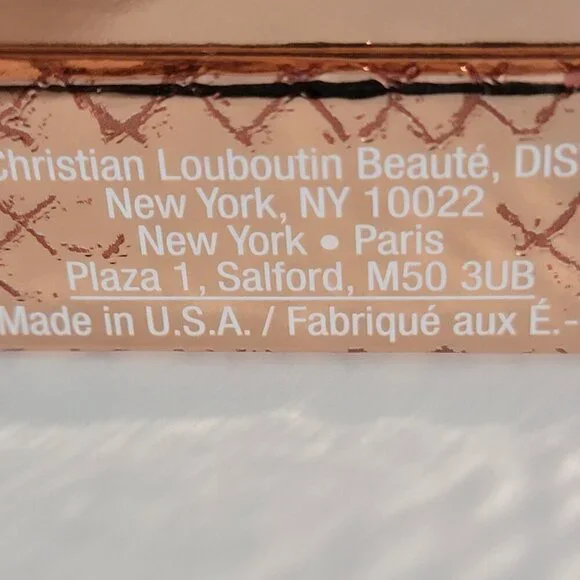 Christian Louboutin Beauté, DIS
New York, NY 10022
New York • Paris
Plaza 1, Salford, M50 3UB
Made in U.S.A. / Fabriqué aux É.-